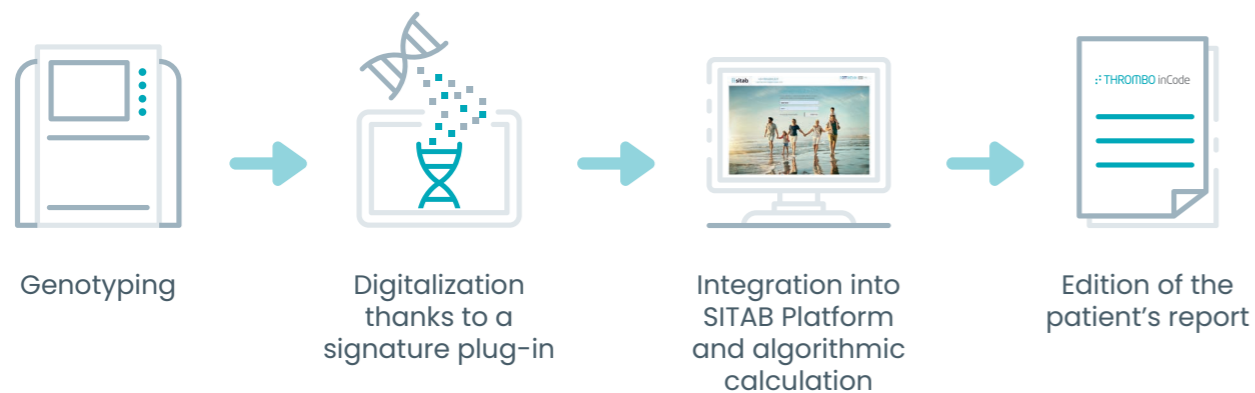 sitab
THROMBO inCode
Genotyping
Digitalization
thanks to a
signature plug-in
Integration into
SITAB Platform
and algorithmic
calculation
Edition of the
patient's report